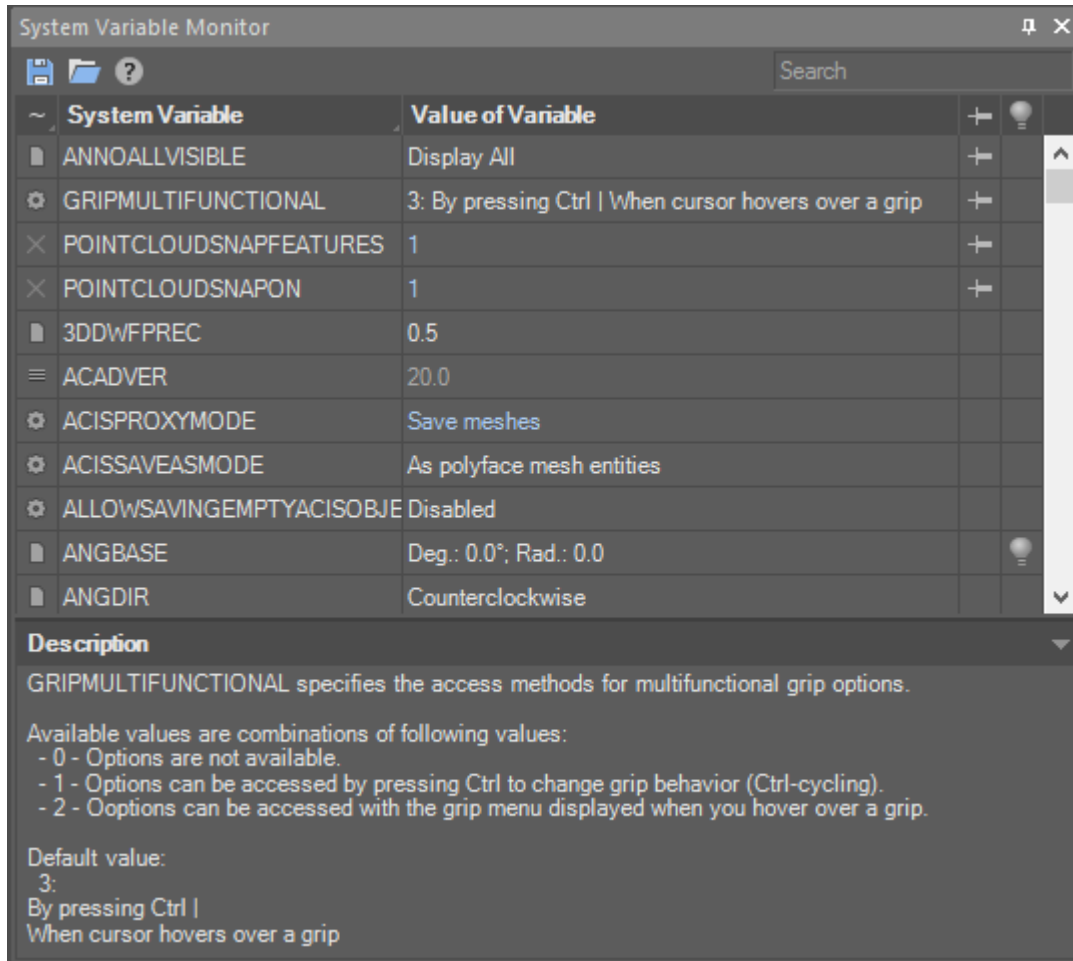 System Variable Monitor
Search
~ System Variable Value of Variable
ANNOALLVISIBLE Display All
GRIPMULTIFUNCTIONAL 3: By pressing Ctrl | When cursor hovers over a grip
POINTCLOUDSNAPFEATURES 1
POINTCLOUDSNAPON 1
3DDWFPREC 0.5
ACADVER 20.0
ACISPROXYMODE Save meshes
ACISSAVEASMODE As polyface mesh entities
ALLOWSAVINGEMPTYACISOBJE Disabled
ANGBASE Deg.: 0.0°; Rad.: 0.0
ANGDIR Counterclockwise
Description
GRIPMULTIFUNCTIONAL specifies the access methods for multifunctional grip options.
Available values are combinations of following values:
- 0 - Options are not available.
- 1 - Options can be accessed by pressing Ctrl to change grip behavior (Ctrl-cycling).
- 2 - Ooptions can be accessed with the grip menu displayed when you hover over a grip.
Default value:
3:
By pressing Ctrl |
When cursor hovers over a grip